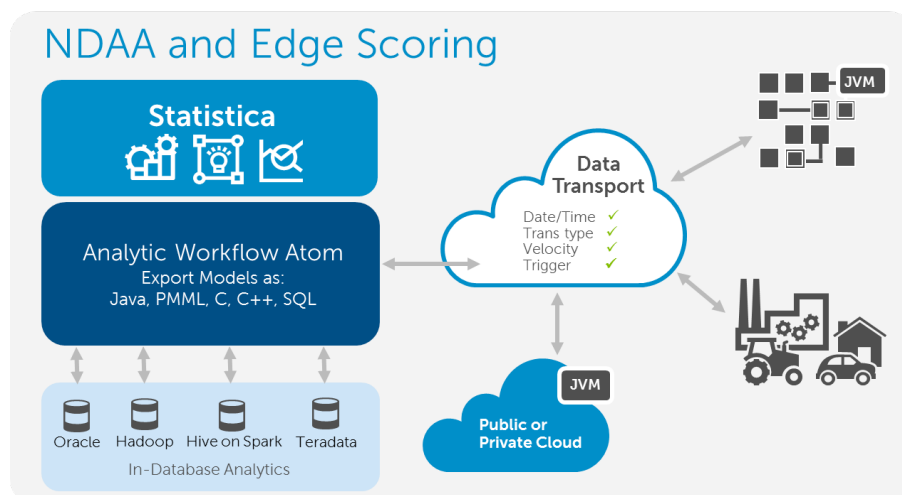 NDAA and Edge Scoring
Statistica
Analytic Workflow Atom
Export Models as:
Java, PMML, C, C++, SQL
Oracle
Hadoop
Hive on Spark
Teradata
In-Database Analytics
Data
Transport
Date/Time ✓
Trans type ✓
Velocity ✓
Trigger ✓
JVM
Public or
Private Cloud
JVM